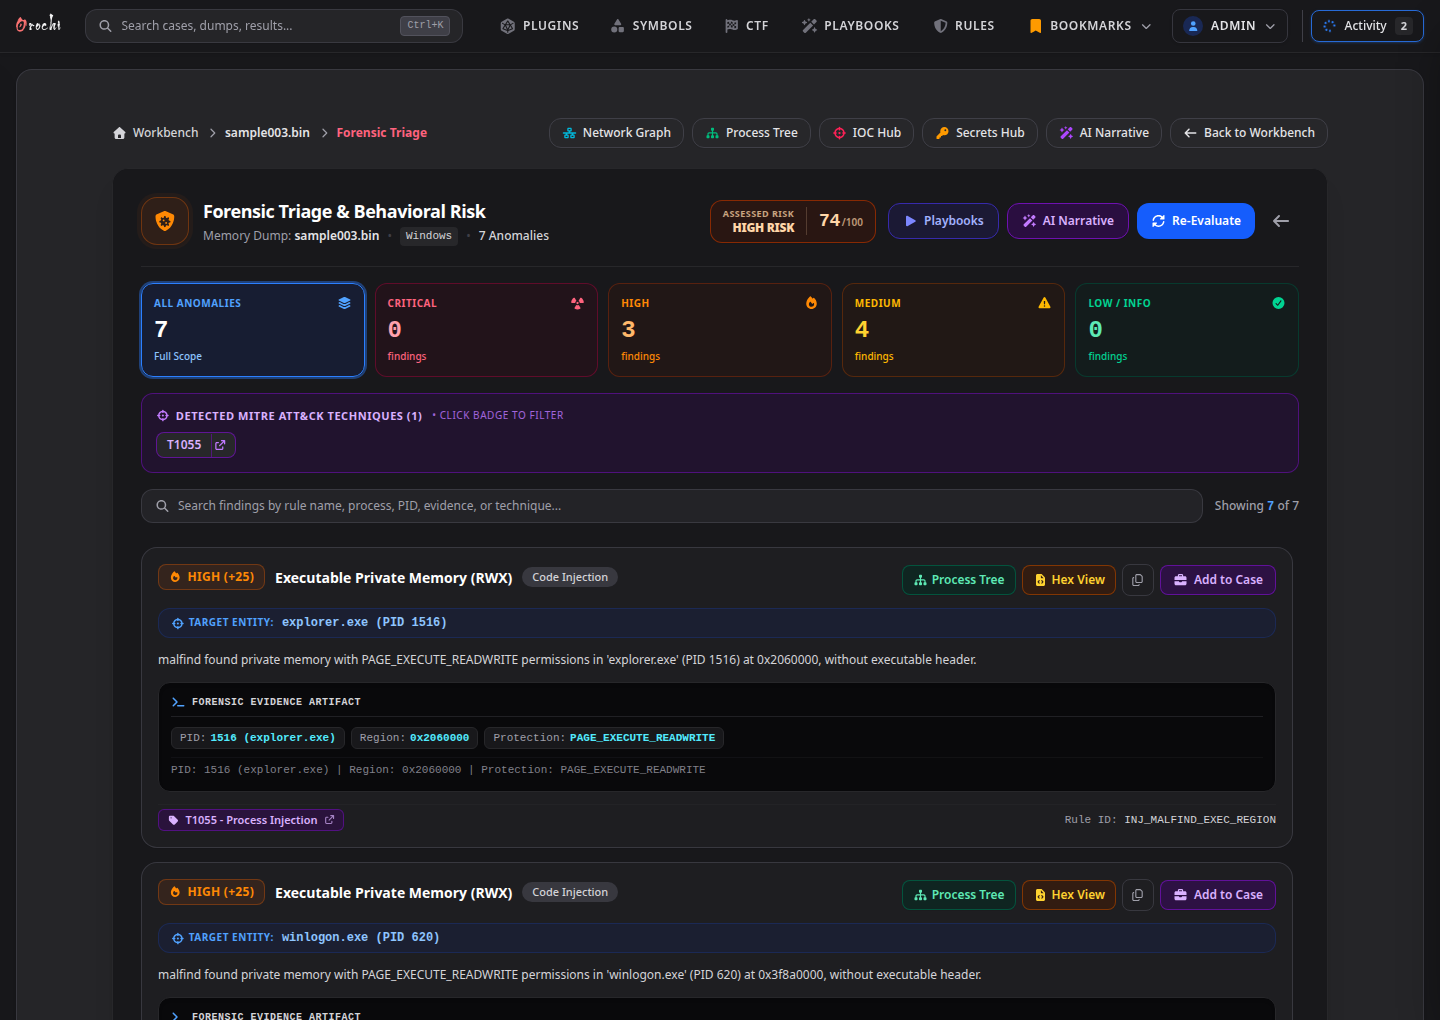 Orochi
Search cases, dumps, results...
Ctrl+K
PLUGINS
SYMBOLS
CTF
PLAYBOOKS
RULES
BOOKMARKS
ADMIN
Activity 2
Workbench > sample003.bin > Forensic Triage
Network Graph
Process Tree
IOC Hub
Secrets Hub
AI Narrative
Back to Workbench
Forensic Triage & Behavioral Risk
Memory Dump: sample003.bin • Windows • 7 Anomalies
ASSESSED RISK
HIGH RISK
74/100
Playbooks
AI Narrative
Re-Evaluate
ALL ANOMALIES
7
Full Scope
CRITICAL
0
findings
HIGH
3
findings
MEDIUM
4
findings
LOW / INFO
0
findings
DETECTED MITRE ATT&CK TECHNIQUES (1) • CLICK BADGE TO FILTER
T1055
Search findings by rule name, process, PID, evidence, or technique...
Showing 7 of 7
HIGH (+25) Executable Private Memory (RWX) Code Injection
Process Tree
Hex View
Add to Case
TARGET ENTITY: explorer.exe (PID 1516)
malfind found private memory with PAGE_EXECUTE_READWRITE permissions in 'explorer.exe' (PID 1516) at 0x2060000, without executable header.
FORENSIC EVIDENCE ARTIFACT
PID: 1516 (explorer.exe) Region: 0x2060000 Protection: PAGE_EXECUTE_READWRITE
PID: 1516 (explorer.exe) | Region: 0x2060000 | Protection: PAGE_EXECUTE_READWRITE
T1055 - Process Injection
Rule ID: INJ_MALFIND_EXEC_REGION
HIGH (+25) Executable Private Memory (RWX) Code Injection
Process Tree
Hex View
Add to Case
TARGET ENTITY: winlogon.exe (PID 620)
malfind found private memory with PAGE_EXECUTE_READWRITE permissions in 'winlogon.exe' (PID 620) at 0x3f8a0000, without executable header.
FORENSIC EVIDENCE ARTIFACT